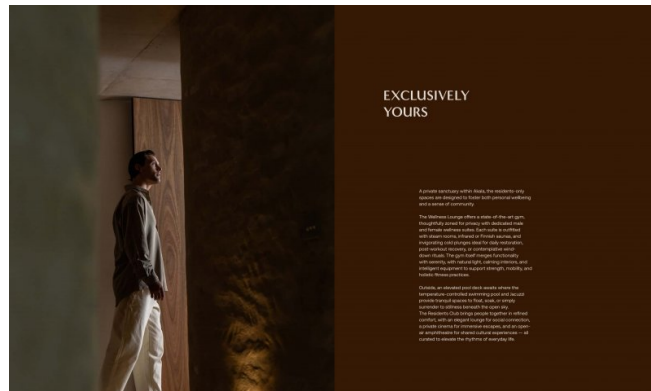 EXCLUSIVELY
YOURS
A private sanctuary within Akala, the residents-only
spaces are designed to foster both personal wellbeing
and a sense of community.
The Wellness Lounge offers a state-of-the-art gym,
thoughtfully zoned for privacy with dedicated male
and female wellness suites. Each suite is outfitted
with steam rooms, infrared or Finnish saunas, and
invigorating cold plunges ideal for daily restoration,
post-workout recovery, or contemplative wind-
down rituals. The gym itself merges functionality
with serenity, with natural light, calming interiors, and
intelligent equipment to support strength, mobility, and
holistic fitness practices.
Outside, an elevated pool deck awaits where the
temperature-controlled swimming pool and jacuzzi
provide tranquil spaces to float, soak, or simply
surrender to stillness beneath the open sky.
The Residents Club brings people together in refined
comfort, with an elegant lounge for social connection,
a private cinema for immersive escapes, and an open-
air amphitheatre for shared cultural experiences — all
curated to elevate the rhythms of everyday life